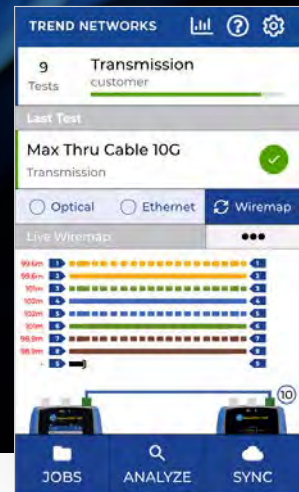 TREND NETWORKS
9 Transmission
Tests customer
Last Test
Max Thru Cable 10G
Transmission
Optical Ethernet Wiremap
Live Wiremap
99.6m 1 1
99.6m 2 2
101m 3 3
102m 4 4
102m 5 5
101m 6 6
98.9m 7 7
98.9m 8 8
- S S
10
JOBS ANALYZE SYNC